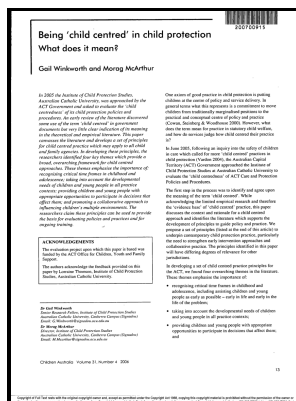 200700915
Being 'child centred' in child protection
What does it mean?
Gail Winkworth and Morag McArthur
In 2005 the Institute of Child Protection Studies,
Australian Catholic University, was approached by the
ACT Government and asked to evaluate the 'child
centredness' of its child protection policies and
procedures. An early review of the literature discovered
some use of the term 'child centred' in government
documents but very little clear indication of its meaning
in the theoretical and empirical literature. This paper
canvasses the literature and develops a set of principles
for child centred practice which may apply to all child
and family agencies. In developing these principles, the
researchers identified four key themes which provide a
broad, overarching framework for child centred
approaches. These themes emphasise the importance of
recognising critical time frames in childhood and
adolescence; taking into account the developmental
needs of children and young people in all practice
contexts; providing children and young people with
appropriate opportunities to participate in decisions that
affect them; and promoting a collaborative approach to
influencing children's multiple environments. The
researchers claim these principles can be used to provide
the basis for evaluating policies and practices and for
ongoing training.
ACKNOWLEDGEMENTS
The evaluation project upon which this paper is based was
funded by the ACT Office for Children, Youth and Family
Support.
The authors acknowledge the feedback provided on this
paper by Lorraine Thomson, Institute of Child Protection
Studies, Australian Catholic University.
Dr Gail Winkworth
Senior Research Fellow, Institute of Child Protection Studies
Australian Catholic University, Canberra Campus (Signadou)
Dr Morag McArthur
Director, Institute of Child Protection Studies
Australian Catholic University, Canberra Campus (Signadou)
Children Australia Volume 31, Number 4 2006
One axiom of good practice in child protection is putting
children at the centre of policy and service delivery. In
general terms what this represents is a commitment to move
children from traditionally marginalised positions to the
practical and conceptual centre of policy and practice
(Cowan, Steinberg & Woodhouse 2000). However, what
does the term mean for practice in statutory child welfare,
and how do services judge how child centred their practice
is?
In June 2005, following an inquiry into the safety of children
in care which called for more 'child centred' practices in
child protection (Vardon 2004), the Australian Capital
Territory (ACT) Government approached the Institute of
Child Protection Studies at Australian Catholic University to
evaluate the 'child centredness' of ACT Care and Protection
Policies and Procedures.
The first step in the process was to identify and agree upon
the meaning of the term 'child centred'. While
acknowledging the limited empirical research and therefore
the 'evidence base' of 'child centred' practice, this paper
discusses the context and rationale for a child centred
approach and identifies the literature which supports the
development of principles to guide policy and practice. We
propose a set of principles (listed at the end of this article) to
underpin contemporary child protection practice, particularly
the need to strengthen early intervention approaches and
collaborative practice. The principles identified in this paper
will have differing degrees of relevance for other
jurisdictions.
In developing a set of child centred practice principles for
the ACT, we found four overarching themes in the literature.
These themes emphasise the importance of:
• recognising critical time frames in childhood and
adolescence, including assisting children and young
people as early as possible – early in life and early in the
life of the problem;
• taking into account the developmental needs of children
and young people in all practice contexts;
• providing children and young people with appropriate
opportunities to participate in decisions that affect them;
and
15